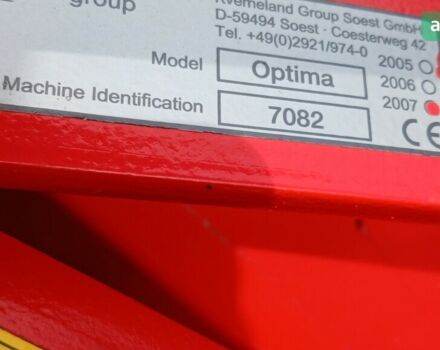 group
Kverneland Group Soest GmbH
D-59494 Soest - Coesterweg 42
Tel. +49(0)2921/974-0
2005
Model Optima
2006
Machine Identification 7082
2007
CE